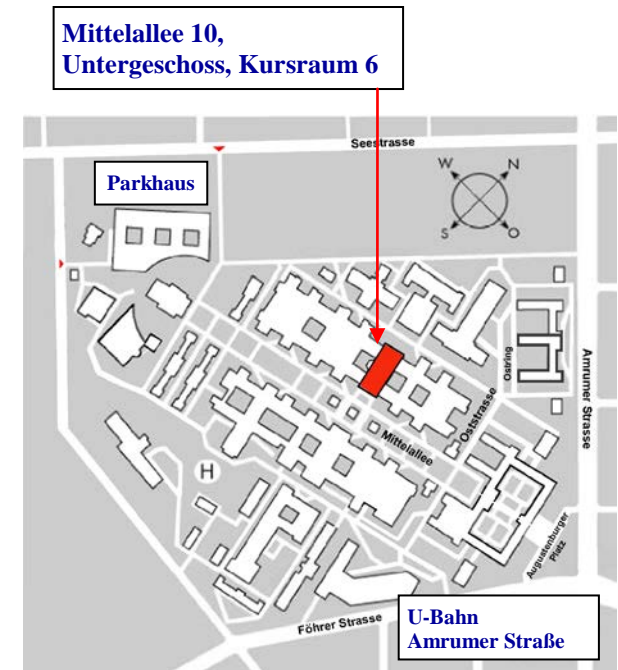 Mittelallee 10,
Untergeschoss, Kursraum 6
Seestrasse
Parkhaus
W
N
S
O
Ostring
Amrumer Strasse
Oststrasse
Mittelallee
H
Augustenburger
Platz
Föhrer Strasse
U-Bahn
Amrumer Straße